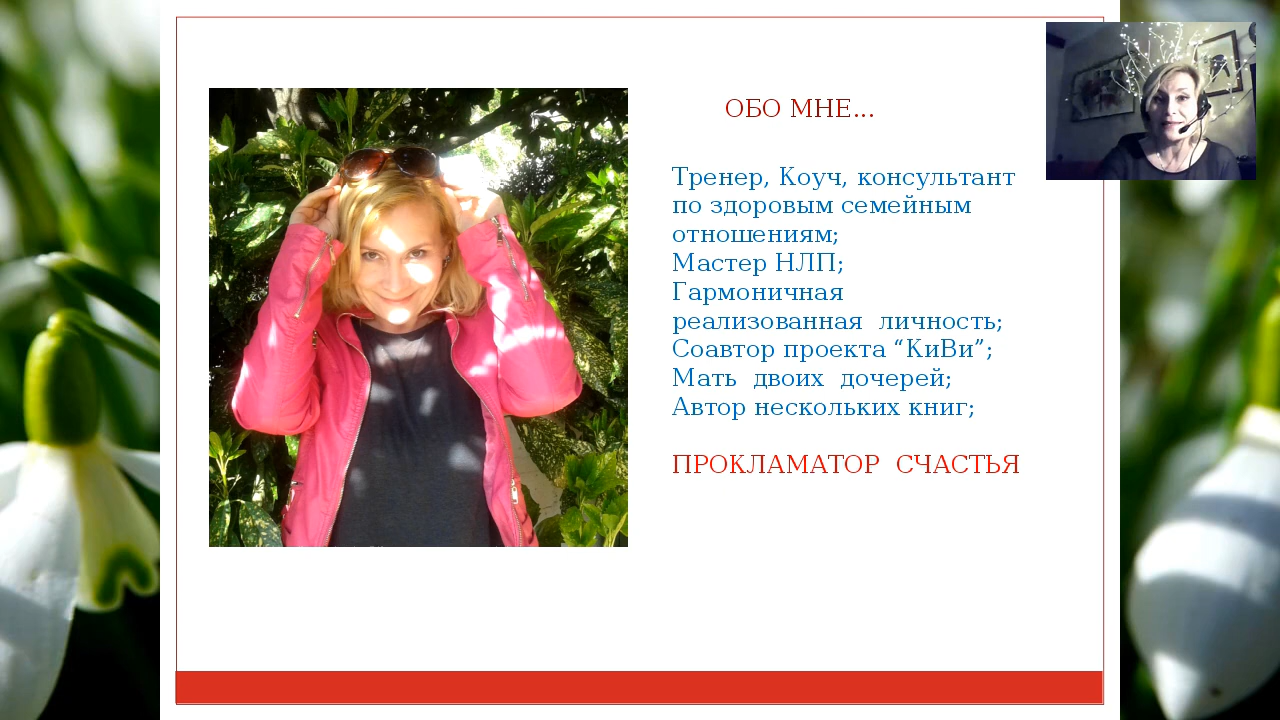 ОБО МНЕ...
Тренер, Коуч, консультант
по здоровым семейным
отношениям;
Мастер НЛП;
Гармоничная
реализованная личность;
Соавтор проекта “КиВи”;
Мать двоих дочерей;
Автор нескольких книг;
ПРОКЛАМАТОР СЧАСТЬЯ